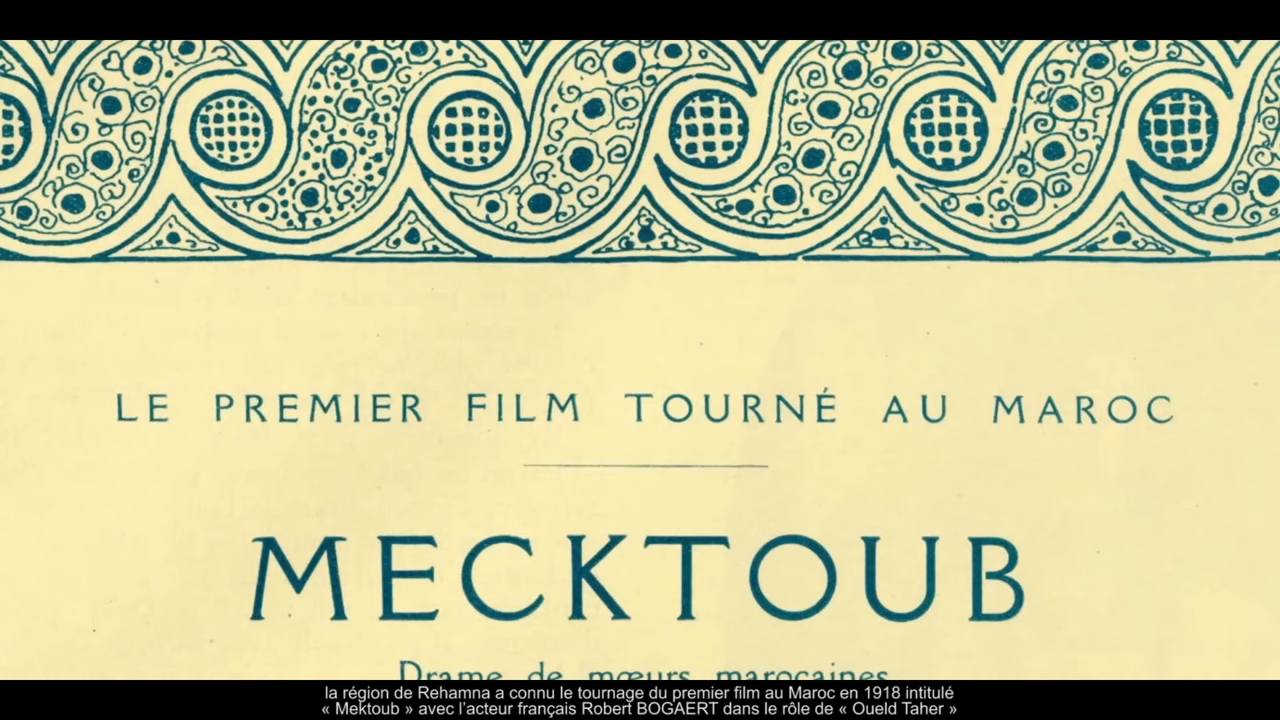 LE PREMIER FILM TOURNÉ AU MAROC
MECKTOUB
Drame de mœurs marocaines
la région de Rehamna a connu le tournage du premier film au Maroc en 1918 intitulé
« Mektoub » avec l'acteur français Robert BOGAERT dans le rôle de « Oueld Taher »